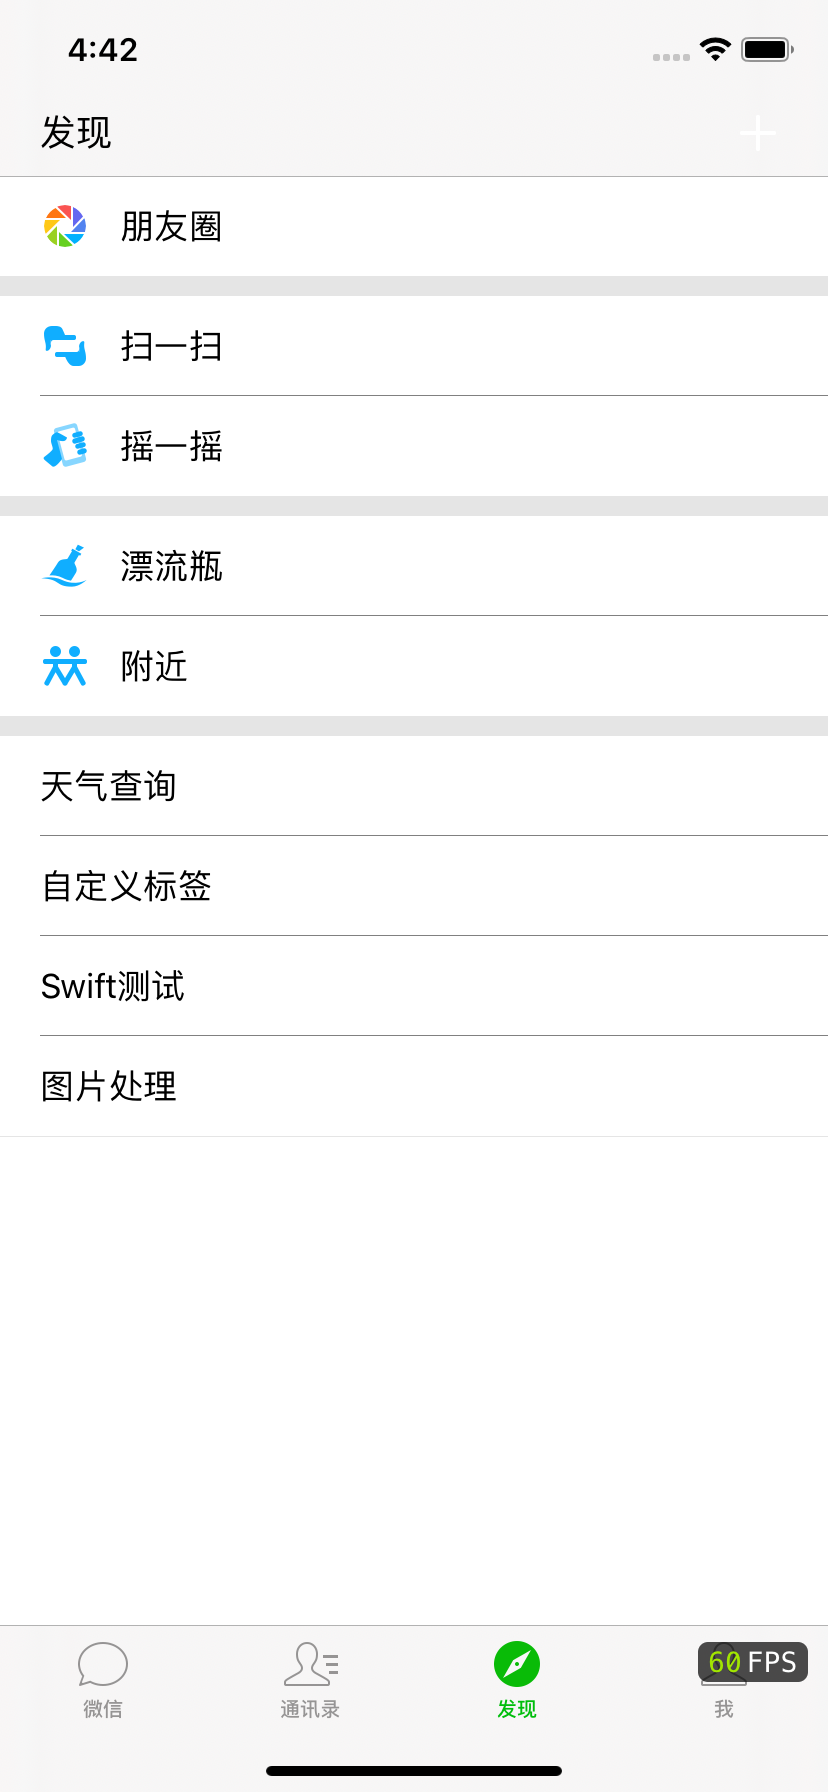 4:42
发现
朋友圈
扫一扫
摇一摇
漂流瓶
附近
天气查询
自定义标签
Swift测试
图片处理
60 FPS
微信 通讯录 发现 我